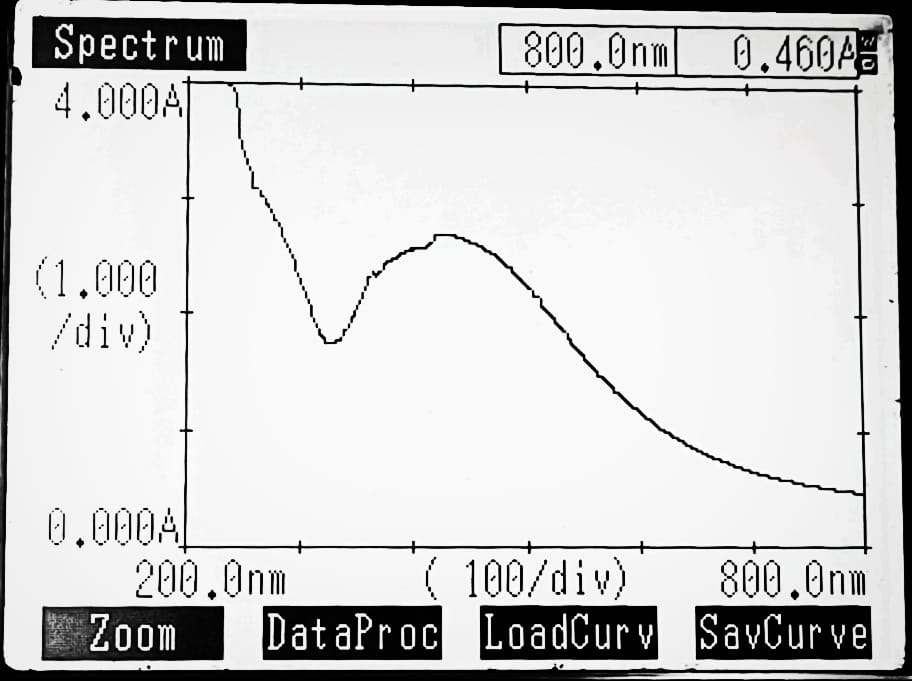 Spectrum 800.0nm 0.460A
4.000A
(1.000
/div)
0.000A
200.0nm ( 100/div) 800.0nm
Zoom DataProc LoadCurv SavCurve